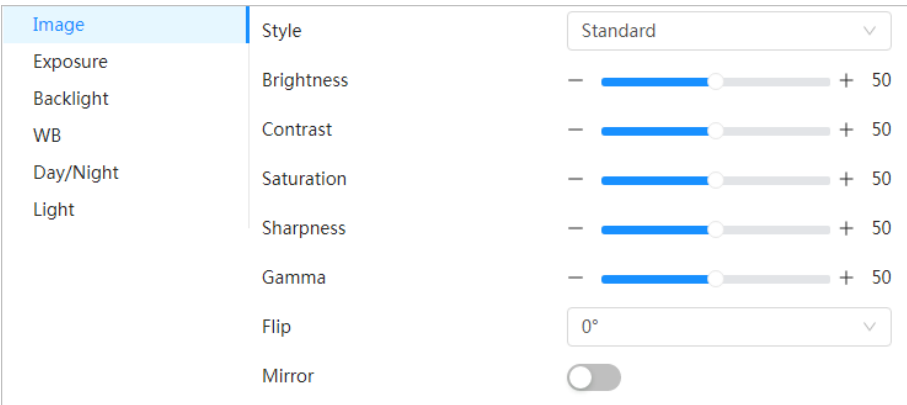 Image
Exposure
Backlight
WB
Day/Night
Light
Style Standard
Brightness 50
Contrast 50
Saturation 50
Sharpness 50
Gamma 50
Flip 0°
Mirror